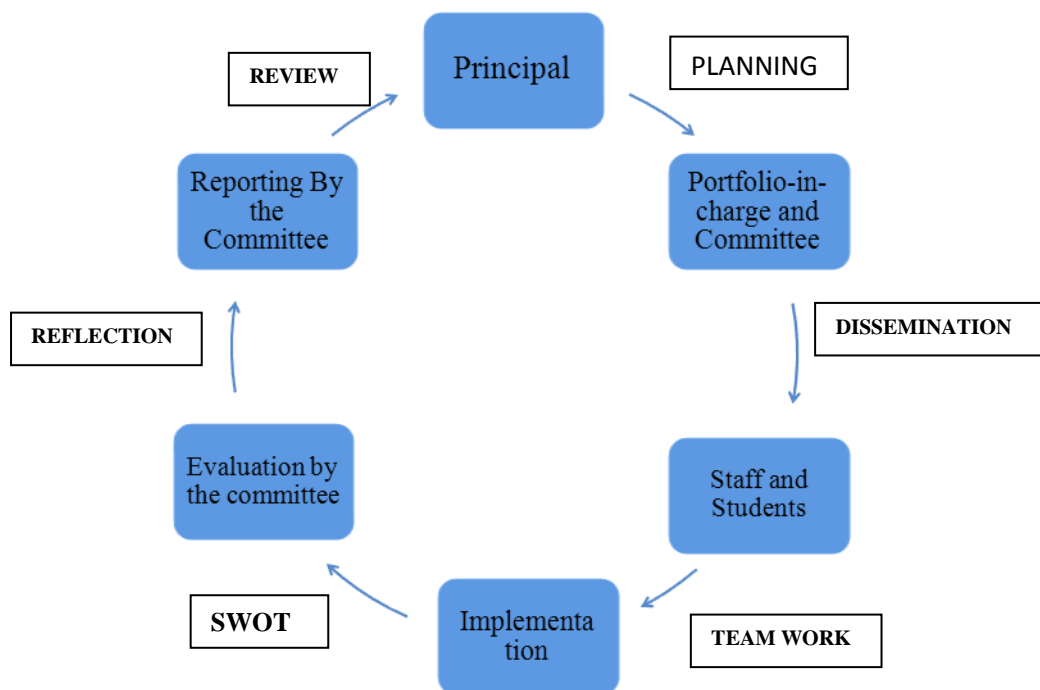 Principal
PLANNING
Portfolio-in-
charge and
Committee
DISSEMINATION
Staff and
Students
TEAM WORK
Implementa
tion
SWOT
Evaluation by
the committee
REFLECTION
Reporting By
the
Committee
REVIEW